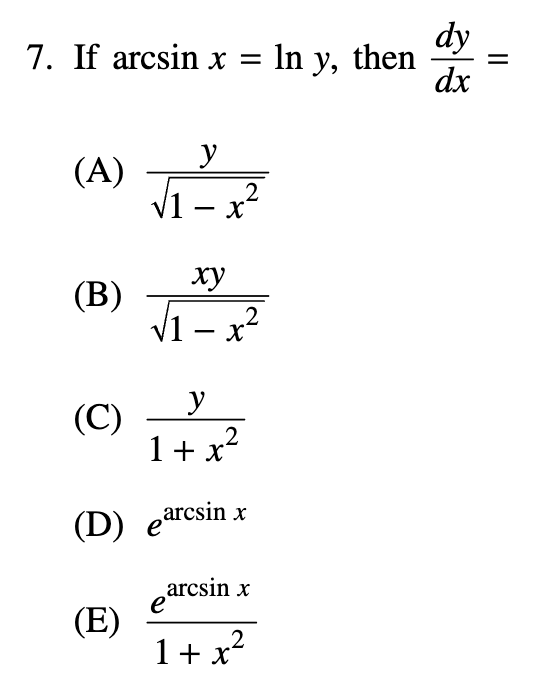 7. If arcsin x = ln y, then dy/dx =
(A) y/√(1 − x²)
(B) xy/√(1 − x²)
(C) y/(1 + x²)
(D) e^(arcsin x)
(E) e^(arcsin x)/(1 + x²)